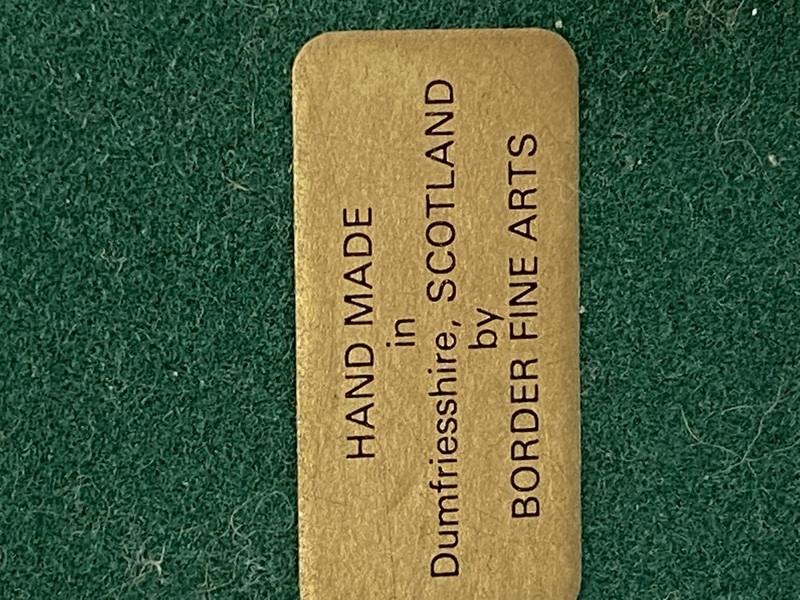 HAND MADE
in
Dumfriesshire, SCOTLAND
by
BORDER FINE ARTS